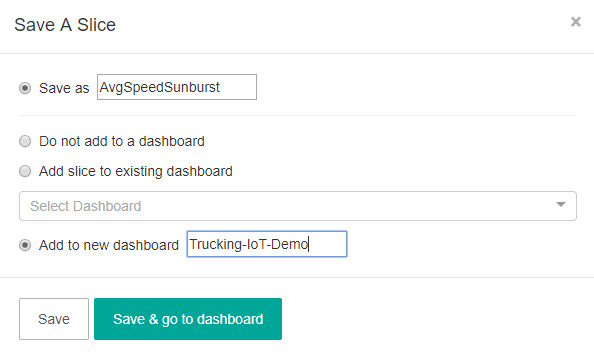 Save A Slice ×
Save as AvgSpeedSunburst
Do not add to a dashboard
Add slice to existing dashboard
Select Dashboard
Add to new dashboard Trucking-IoT-Demo
Save Save & go to dashboard